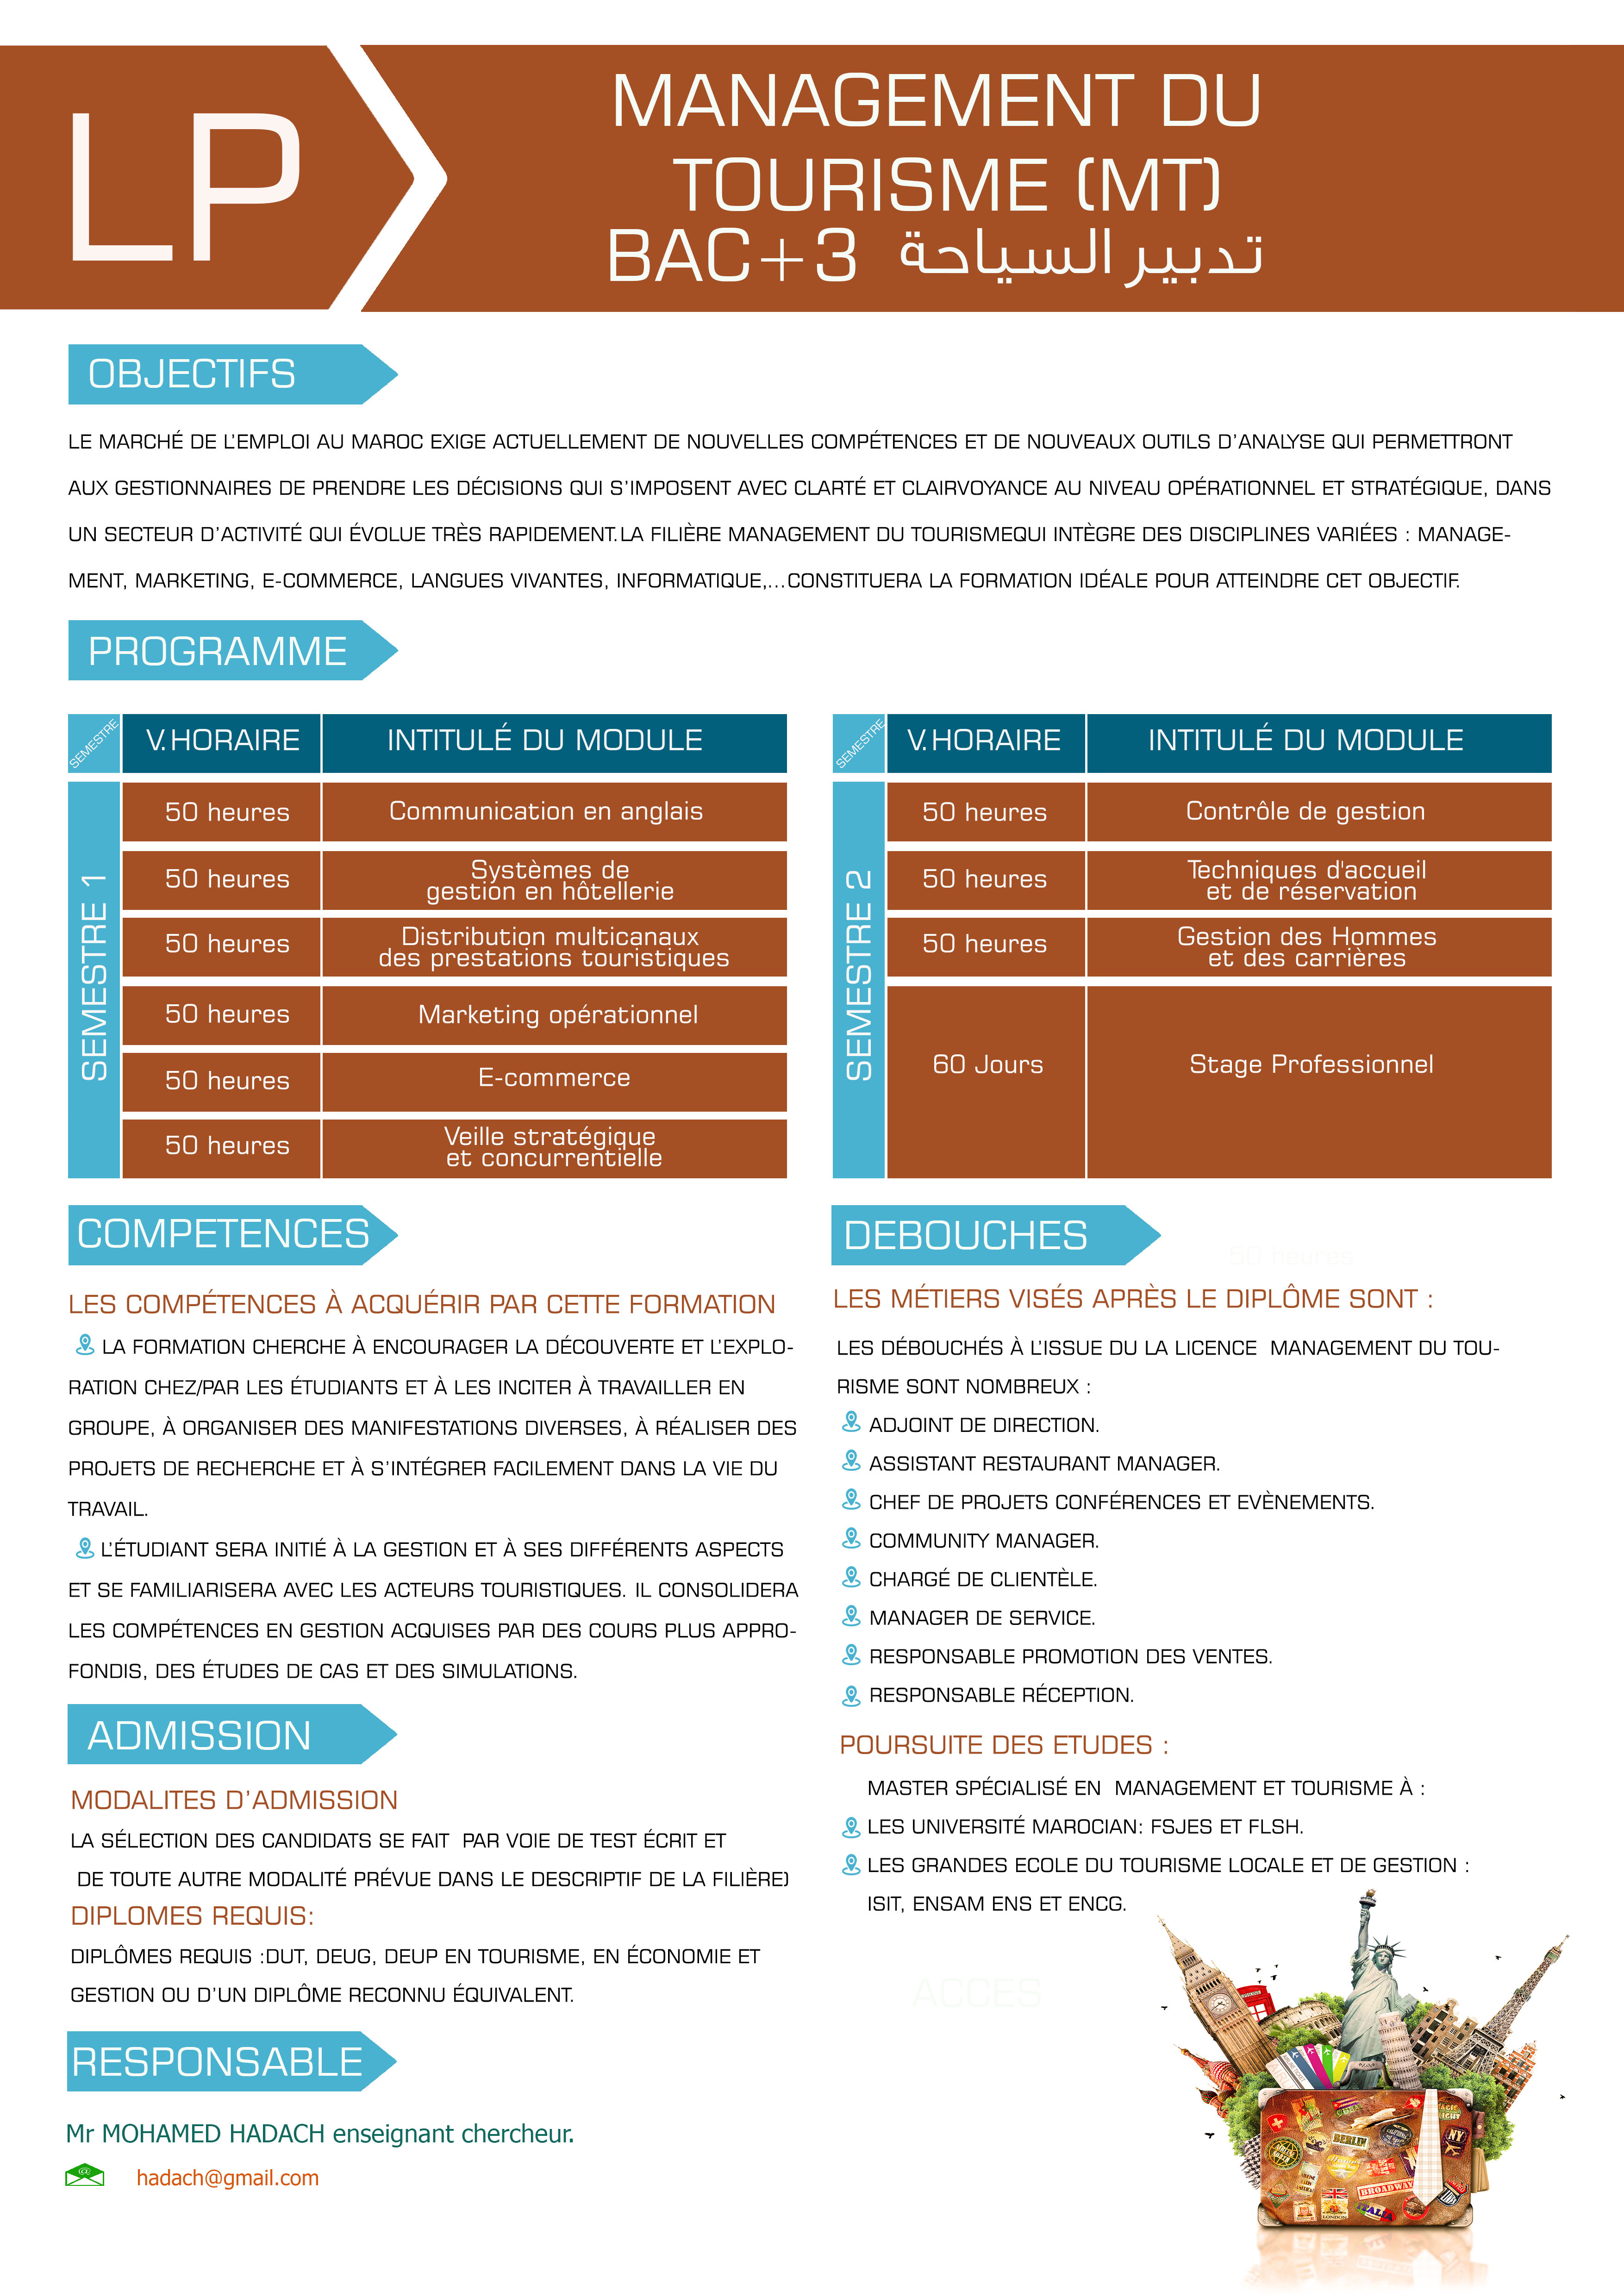 LP
MANAGEMENT DU
TOURISME (MT)
BAC+3 تدبير السياحة
OBJECTIFS
LE MARCHÉ DE L'EMPLOI AU MAROC EXIGE ACTUELLEMENT DE NOUVELLES COMPÉTENCES ET DE NOUVEAUX OUTILS D'ANALYSE QUI PERMETTRONT
AUX GESTIONNAIRES DE PRENDRE LES DÉCISIONS QUI S'IMPOSENT AVEC CLARTÉ ET CLAIRVOYANCE AU NIVEAU OPÉRATIONNEL ET STRATÉGIQUE, DANS
UN SECTEUR D'ACTIVITÉ QUI ÉVOLUE TRÈS RAPIDEMENT.LA FILIÈRE MANAGEMENT DU TOURISMEQUI INTÈGRE DES DISCIPLINES VARIÉES : MANAGE-
MENT, MARKETING, E-COMMERCE, LANGUES VIVANTES, INFORMATIQUE,...CONSTITUERA LA FORMATION IDÉALE POUR ATTEINDRE CET OBJECTIF.
PROGRAMME
SEMESTRE V.HORAIRE INTITULÉ DU MODULE
SEMESTRE 1
50 heures Communication en anglais
50 heures Systèmes de
gestion en hôtellerie
50 heures Distribution multicanaux
des prestations touristiques
50 heures Marketing opérationnel
50 heures E-commerce
50 heures Veille stratégique
et concurrentielle
SEMESTRE V.HORAIRE INTITULÉ DU MODULE
SEMESTRE 2
50 heures Contrôle de gestion
50 heures Techniques d'accueil
et de réservation
50 heures Gestion des Hommes
et des carrières
60 Jours Stage Professionnel
COMPETENCES
LES COMPÉTENCES À ACQUÉRIR PAR CETTE FORMATION
LA FORMATION CHERCHE À ENCOURAGER LA DÉCOUVERTE ET L'EXPLO-
RATION CHEZ/PAR LES ÉTUDIANTS ET À LES INCITER À TRAVAILLER EN
GROUPE, À ORGANISER DES MANIFESTATIONS DIVERSES, À RÉALISER DES
PROJETS DE RECHERCHE ET À S'INTÉGRER FACILEMENT DANS LA VIE DU
TRAVAIL.
L'ÉTUDIANT SERA INITIÉ À LA GESTION ET À SES DIFFÉRENTS ASPECTS
ET SE FAMILIARISERA AVEC LES ACTEURS TOURISTIQUES. IL CONSOLIDERA
LES COMPÉTENCES EN GESTION ACQUISES PAR DES COURS PLUS APPRO-
FONDIS, DES ÉTUDES DE CAS ET DES SIMULATIONS.
ADMISSION
MODALITES D'ADMISSION
LA SÉLECTION DES CANDIDATS SE FAIT PAR VOIE DE TEST ÉCRIT ET
DE TOUTE AUTRE MODALITÉ PRÉVUE DANS LE DESCRIPTIF DE LA FILIÈRE)
DIPLOMES REQUIS:
DIPLÔMES REQUIS :DUT, DEUG, DEUP EN TOURISME, EN ÉCONOMIE ET
GESTION OU D'UN DIPLÔME RECONNU ÉQUIVALENT.
RESPONSABLE
Mr MOHAMED HADACH enseignant chercheur.
hadach@gmail.com
DEBOUCHES
50 heures
LES MÉTIERS VISÉS APRÈS LE DIPLÔME SONT :
LES DÉBOUCHÉS À L'ISSUE DU LA LICENCE MANAGEMENT DU TOU-
RISME SONT NOMBREUX :
ADJOINT DE DIRECTION.
ASSISTANT RESTAURANT MANAGER.
CHEF DE PROJETS CONFÉRENCES ET EVÈNEMENTS.
COMMUNITY MANAGER.
CHARGÉ DE CLIENTÈLE.
MANAGER DE SERVICE.
RESPONSABLE PROMOTION DES VENTES.
RESPONSABLE RÉCEPTION.
POURSUITE DES ETUDES :
MASTER SPÉCIALISÉ EN MANAGEMENT ET TOURISME À :
LES UNIVERSITÉ MAROCIAN: FSJES ET FLSH.
LES GRANDES ECOLE DU TOURISME LOCALE ET DE GESTION :
ISIT, ENSAM ENS ET ENCG.
ACCES
CUBA
BERLIN
NY
BROADWAY
LONDON
ITALIA